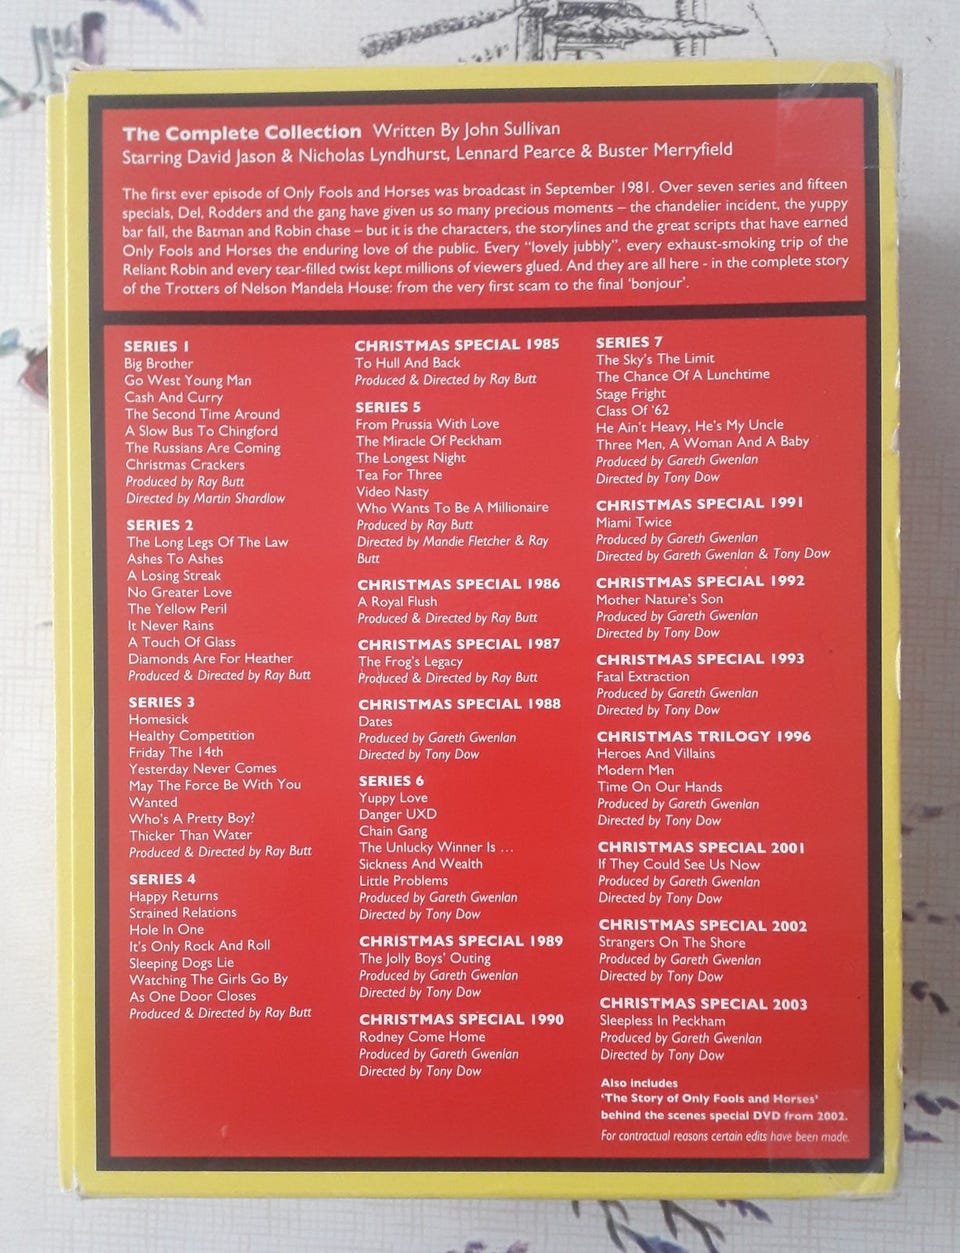 The Complete Collection Written By John Sullivan
Starring David Jason & Nicholas Lyndhurst, Lennard Pearce & Buster Merryfield
The first ever episode of Only Fools and Horses was broadcast in September 1981. Over seven series and fifteen
specials, Del, Rodders and the gang have given us so many precious moments – the chandelier incident, the yuppy
bar fall, the Batman and Robin chase – but it is the characters, the storylines and the great scripts that have earned
Only Fools and Horses the enduring love of the public. Every “lovely jubbly”, every exhaust-smoking trip of the
Reliant Robin and every tear-filled twist kept millions of viewers glued. And they are all here - in the complete story
of the Trotters of Nelson Mandela House: from the very first scam to the final ‘bonjour’.
SERIES 1
Big Brother
Go West Young Man
Cash And Curry
The Second Time Around
A Slow Bus To Chingford
The Russians Are Coming
Christmas Crackers
Produced by Ray Butt
Directed by Martin Shardlow
SERIES 2
The Long Legs Of The Law
Ashes To Ashes
A Losing Streak
No Greater Love
The Yellow Peril
It Never Rains
A Touch Of Glass
Diamonds Are For Heather
Produced & Directed by Ray Butt
SERIES 3
Homesick
Healthy Competition
Friday The 14th
Yesterday Never Comes
May The Force Be With You
Wanted
Who's A Pretty Boy?
Thicker Than Water
Produced & Directed by Ray Butt
SERIES 4
Happy Returns
Strained Relations
Hole In One
It's Only Rock And Roll
Sleeping Dogs Lie
Watching The Girls Go By
As One Door Closes
Produced & Directed by Ray Butt
CHRISTMAS SPECIAL 1985
To Hull And Back
Produced & Directed by Ray Butt
SERIES 5
From Prussia With Love
The Miracle Of Peckham
The Longest Night
Tea For Three
Video Nasty
Who Wants To Be A Millionaire
Produced by Ray Butt
Directed by Mandie Fletcher & Ray
Butt
CHRISTMAS SPECIAL 1986
A Royal Flush
Produced & Directed by Ray Butt
CHRISTMAS SPECIAL 1987
The Frog's Legacy
Produced & Directed by Ray Butt
CHRISTMAS SPECIAL 1988
Dates
Produced by Gareth Gwenlan
Directed by Tony Dow
SERIES 6
Yuppy Love
Danger UXD
Chain Gang
The Unlucky Winner Is ...
Sickness And Wealth
Little Problems
Produced by Gareth Gwenlan
Directed by Tony Dow
CHRISTMAS SPECIAL 1989
The Jolly Boys' Outing
Produced by Gareth Gwenlan
Directed by Tony Dow
CHRISTMAS SPECIAL 1990
Rodney Come Home
Produced by Gareth Gwenlan
Directed by Tony Dow
SERIES 7
The Sky's The Limit
The Chance Of A Lunchtime
Stage Fright
Class Of '62
He Ain't Heavy, He's My Uncle
Three Men, A Woman And A Baby
Produced by Gareth Gwenlan
Directed by Tony Dow
CHRISTMAS SPECIAL 1991
Miami Twice
Produced by Gareth Gwenlan
Directed by Gareth Gwenlan & Tony Dow
CHRISTMAS SPECIAL 1992
Mother Nature's Son
Produced by Gareth Gwenlan
Directed by Tony Dow
CHRISTMAS SPECIAL 1993
Fatal Extraction
Produced by Gareth Gwenlan
Directed by Tony Dow
CHRISTMAS TRILOGY 1996
Heroes And Villains
Modern Men
Time On Our Hands
Produced by Gareth Gwenlan
Directed by Tony Dow
CHRISTMAS SPECIAL 2001
If They Could See Us Now
Produced by Gareth Gwenlan
Directed by Tony Dow
CHRISTMAS SPECIAL 2002
Strangers On The Shore
Produced by Gareth Gwenlan
Directed by Tony Dow
CHRISTMAS SPECIAL 2003
Sleepless In Peckham
Produced by Gareth Gwenlan
Directed by Tony Dow
Also includes
‘The Story of Only Fools and Horses’
behind the scenes special DVD from 2002.
For contractual reasons certain edits have been made.